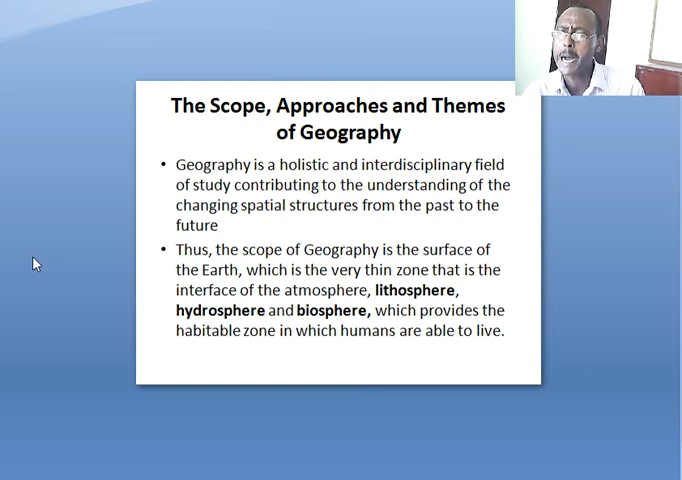 The Scope, Approaches and Themes
of Geography
• Geography is a holistic and interdisciplinary field
of study contributing to the understanding of the
changing spatial structures from the past to the
future
• Thus, the scope of Geography is the surface of
the Earth, which is the very thin zone that is the
interface of the atmosphere, lithosphere,
hydrosphere and biosphere, which provides the
habitable zone in which humans are able to live.